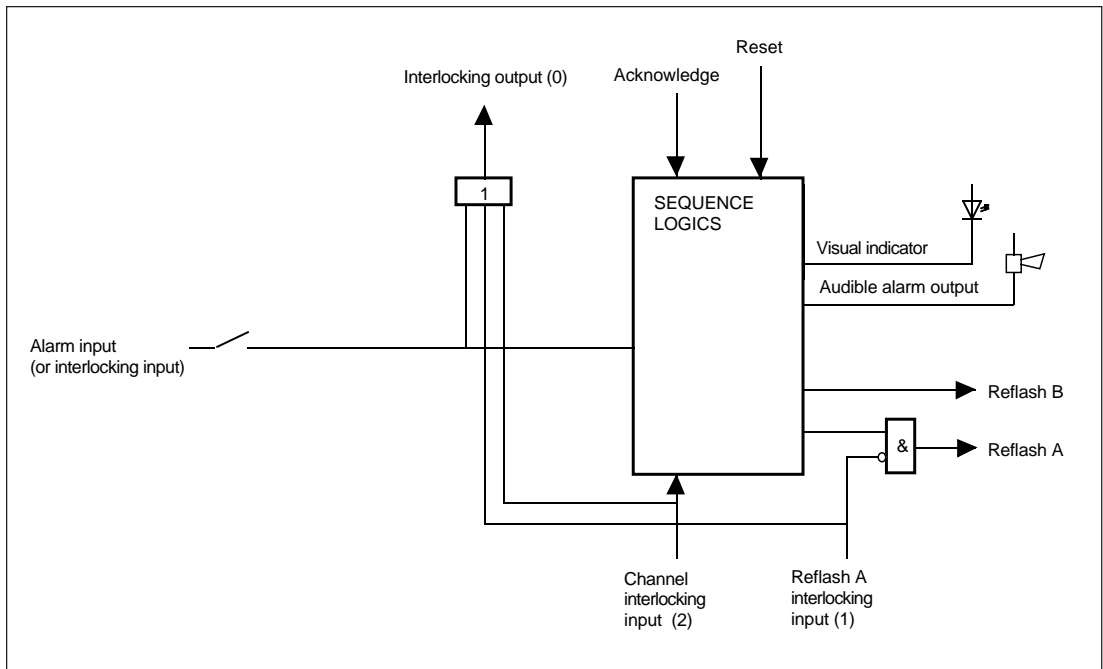 Reset
Acknowledge
Interlocking output (0)
1
SEQUENCE
LOGICS
Visual indicator
Audible alarm output
Alarm input
(or interlocking input)
Reflash B
&
Reflash A
Channel
interlocking
input (2)
Reflash A
interlocking
input (1)